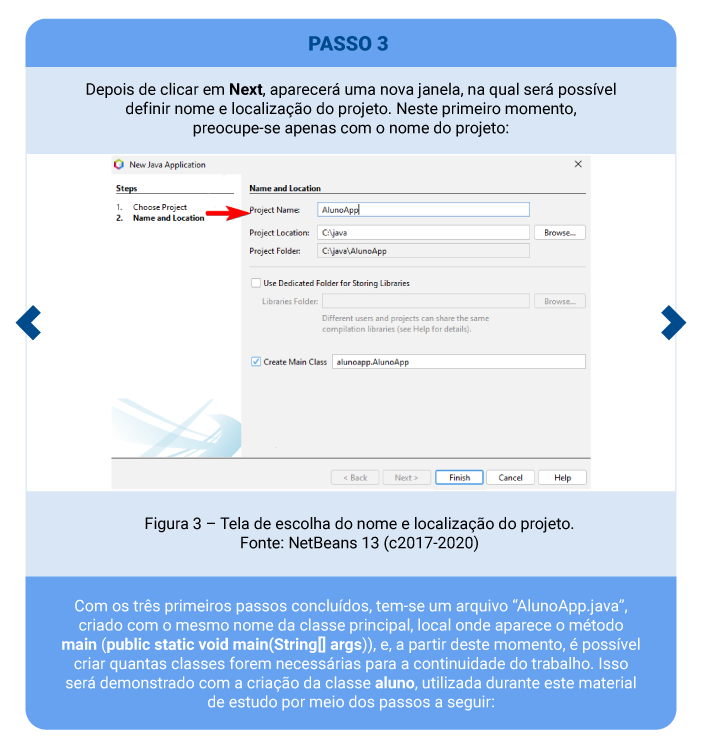 PASSO 3
Depois de clicar em Next, aparecerá uma nova janela, na qual será possível
definir nome e localização do projeto. Neste primeiro momento,
preocupe-se apenas com o nome do projeto:
New Java Application
Steps
1. Choose Project
2. Name and Location
Name and Location
Project Name: AlunoApp
Project Location: C:\java Browse...
Project Folder: C:\java\AlunoApp
Use Dedicated Folder for Storing Libraries
Libraries Folder: Browse...
Different users and projects can share the same
compilation libraries (see Help for details).
Create Main Class alunoapp.AlunoApp
< Back Next > Finish Cancel Help
Figura 3 – Tela de escolha do nome e localização do projeto.
Fonte: NetBeans 13 (c2017-2020)
Com os três primeiros passos concluídos, tem-se um arquivo “AlunoApp.java”,
criado com o mesmo nome da classe principal, local onde aparece o método
main (public static void main(String[] args)), e, a partir deste momento, é possível
criar quantas classes forem necessárias para a continuidade do trabalho. Isso
será demonstrado com a criação da classe aluno, utilizada durante este material
de estudo por meio dos passos a seguir: